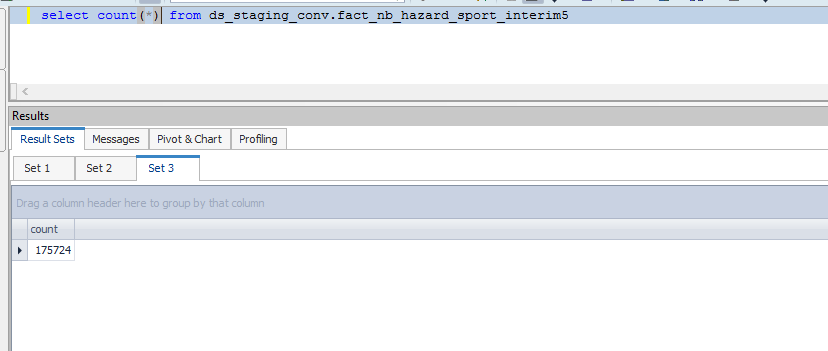 select count(*) from ds_staging_conv.fact_nb_hazard_sport_interim5
Results
Result Sets Messages Pivot & Chart Profiling
Set 1 Set 2 Set 3
Drag a column header here to group by that column
count
175724